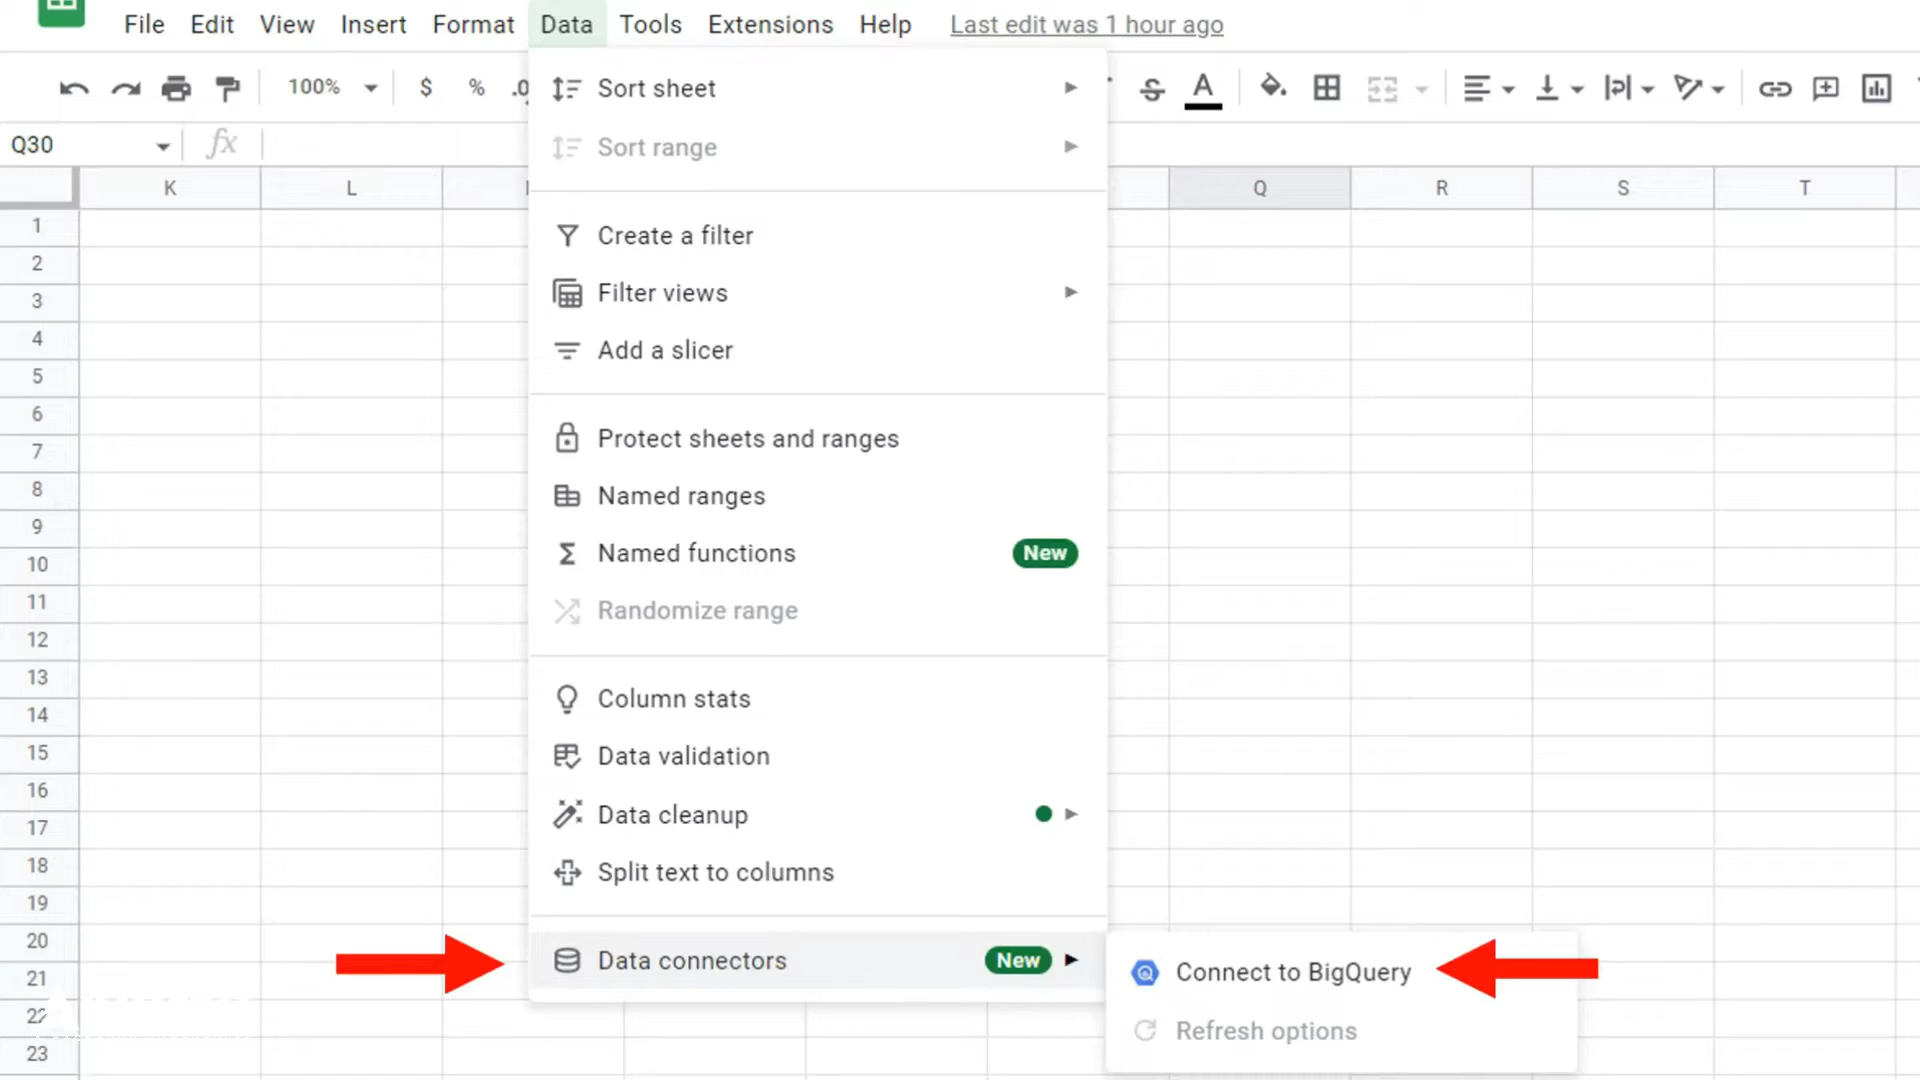 File Edit View Insert Format Data Tools Extensions Help Last edit was 1 hour ago
100% $ % .0 A
Q30 fx
K L Q R S T
Sort sheet
Sort range
Create a filter
Filter views
Add a slicer
Protect sheets and ranges
Named ranges
Named functions New
Randomize range
Column stats
Data validation
Data cleanup
Split text to columns
Data connectors New
Connect to BigQuery
Refresh options
1
2
3
4
5
6
7
8
9
10
11
12
13
14
15
16
17
18
19
20
21
22
23